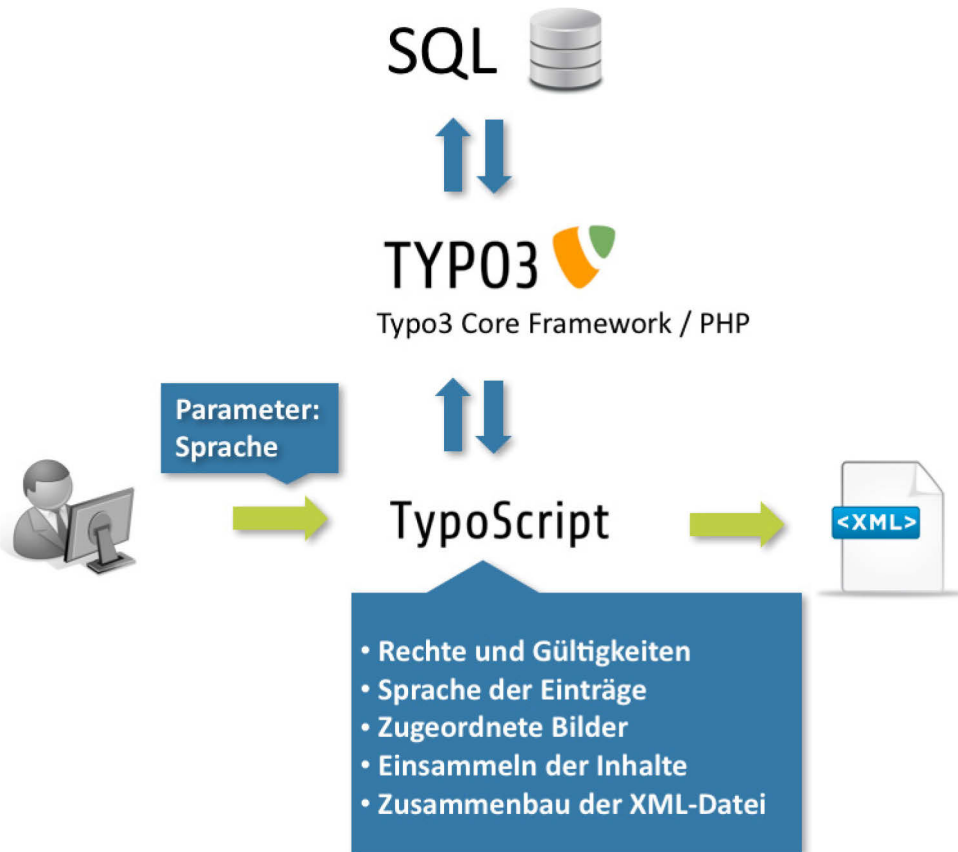 SQL
TYPO3
Typo3 Core Framework / PHP
Parameter:
Sprache
TypoScript
<XML>
• Rechte und Gültigkeiten
• Sprache der Einträge
• Zugeordnete Bilder
• Einsammeln der Inhalte
• Zusammenbau der XML-Datei